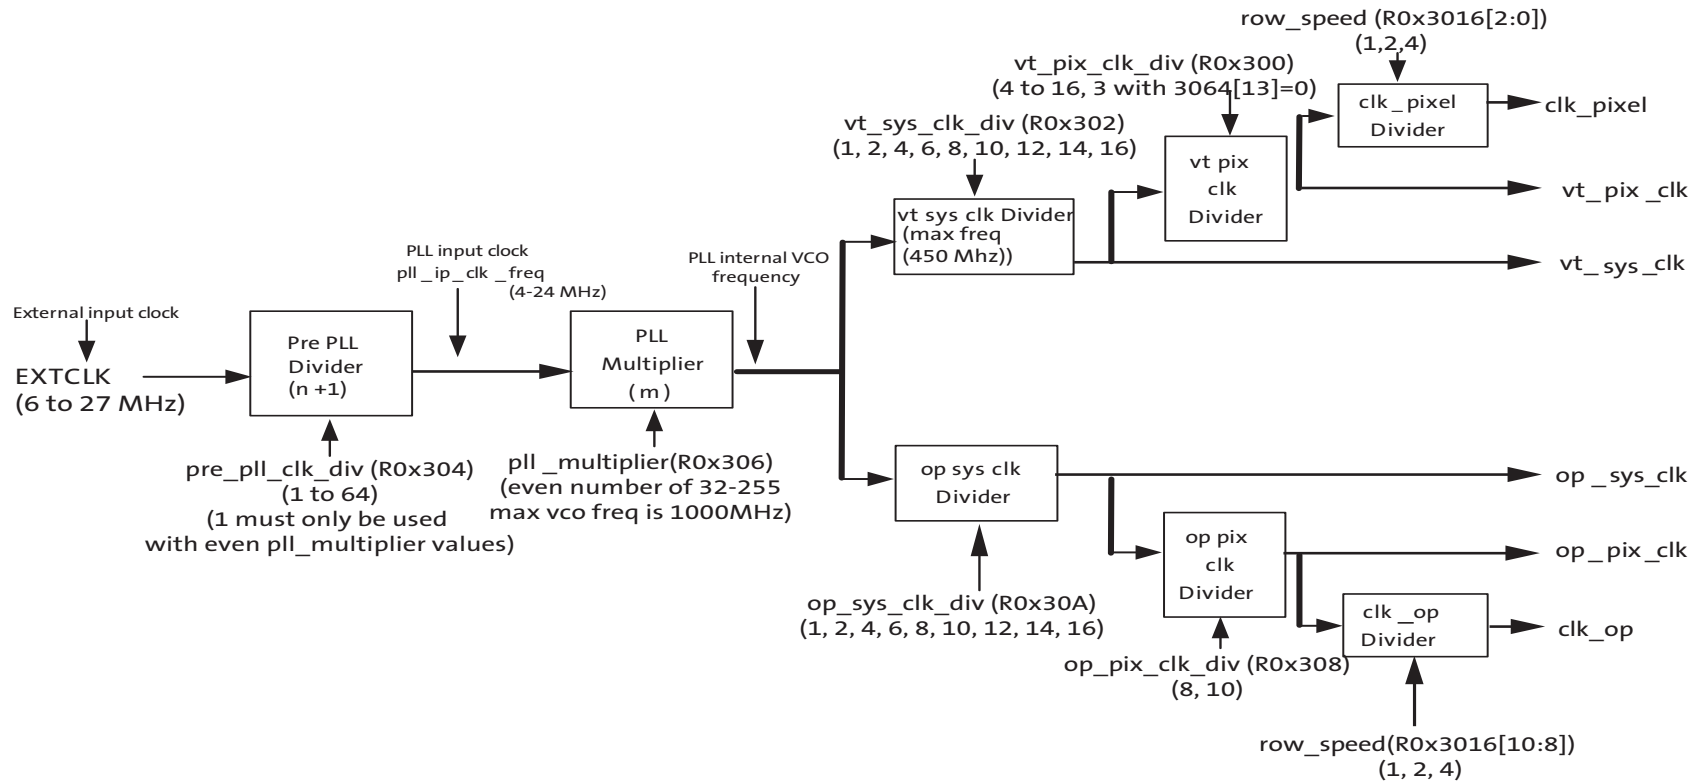 row_speed (R0x3016[2:0])
(1,2,4)
vt_pix_clk_div (R0x300)
(4 to 16, 3 with 3064[13]=0)
clk_pixel
Divider
clk_pixel
vt_sys_clk_div (R0x302)
(1, 2, 4, 6, 8, 10, 12, 14, 16)
vt pix
clk
Divider
vt_pix_clk
vt sys clk Divider
(max freq
(450 Mhz))
vt_sys_clk
PLL input clock
pll_ip_clk_freq
(4-24 MHz)
PLL internal VCO
frequency
External input clock
EXTCLK
(6 to 27 MHz)
Pre PLL
Divider
(n +1)
PLL
Multiplier
(m)
pre_pll_clk_div (R0x304)
(1 to 64)
(1 must only be used
with even pll_multiplier values)
pll _multiplier(R0x306)
(even number of 32-255
max vco freq is 1000MHz)
op sys clk
Divider
op_sys_clk
op pix
clk
Divider
op_pix_clk
op_sys_clk_div (R0x30A)
(1, 2, 4, 6, 8, 10, 12, 14, 16)
clk_op
Divider
clk_op
op_pix_clk_div (R0x308)
(8, 10)
row_speed(R0x3016[10:8])
(1, 2, 4)